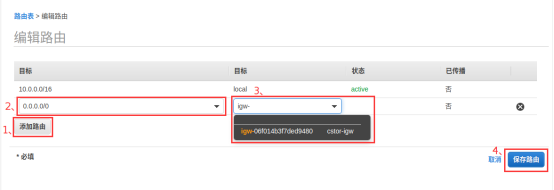 路由表 > 编辑路由
编辑路由
目标 目标 状态 已传播
10.0.0.0/16 local active 否
3、
2、 0.0.0.0/0 igw- 否
1、 添加路由 igw-06f014b3f7ded9480 cstor-igw
4、
* 必填 取消 保存路由